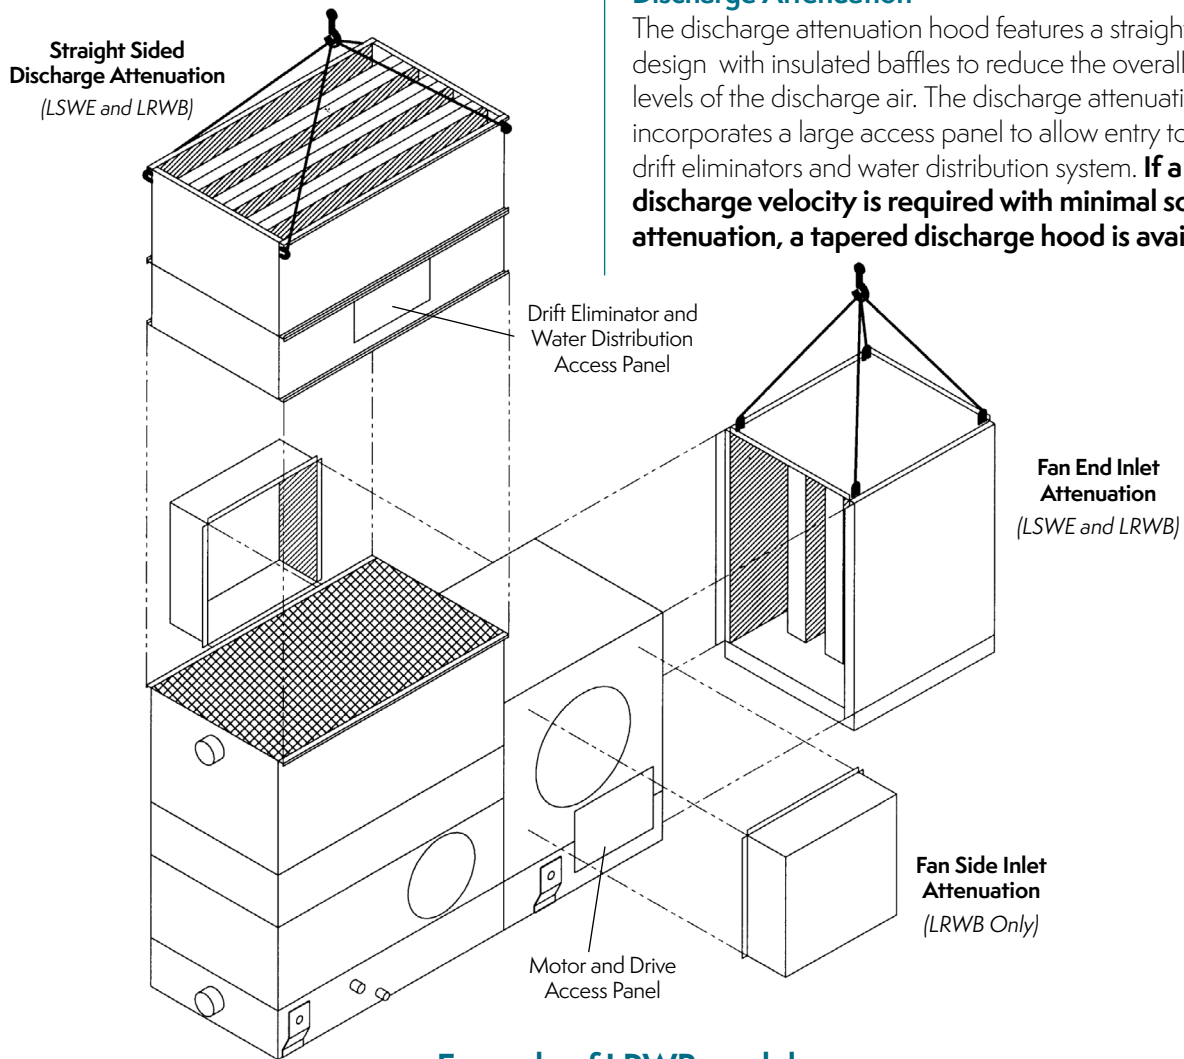 Discharge Attenuation
The discharge attenuation hood features a straight
design with insulated baffles to reduce the overall
levels of the discharge air. The discharge attenuati
incorporates a large access panel to allow entry to
drift eliminators and water distribution system. If a
discharge velocity is required with minimal so
attenuation, a tapered discharge hood is avai
Straight Sided
Discharge Attenuation
(LSWE and LRWB)
Drift Eliminator and
Water Distribution
Access Panel
Fan End Inlet
Attenuation
(LSWE and LRWB)
Fan Side Inlet
Attenuation
(LRWB Only)
Motor and Drive
Access Panel